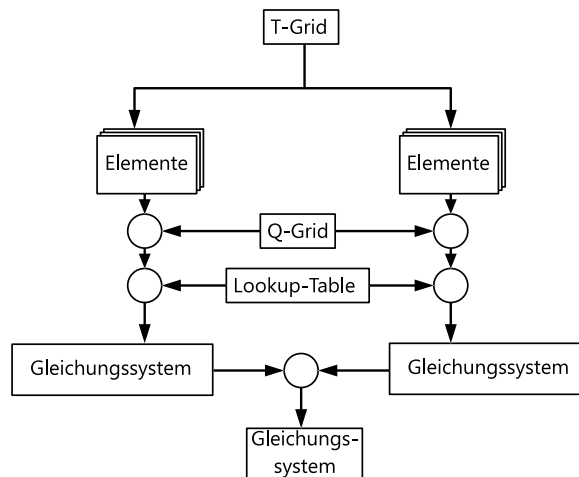 T-Grid
Elemente
Elemente
Q-Grid
Lookup-Table
Gleichungssystem
Gleichungssystem
Gleichungs-
system